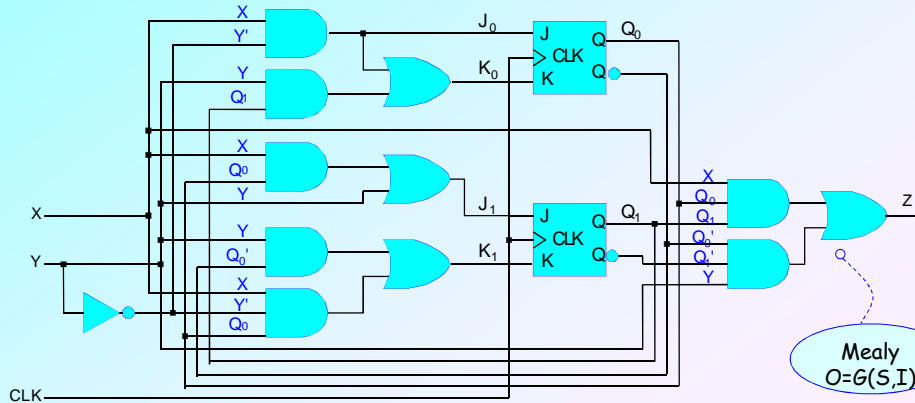 X
Y'
J0
J Q Q0
CLK
Y
Q1
K0
K Q
X
Q0
Y
J1
J Q Q1
CLK
Y
Q0'
K1
K Q
X
Y'
Q0
X
Q0
Q1
Q0'
Q1'
Y
Z
X
Y
CLK
Mealy
O=G(S,I)